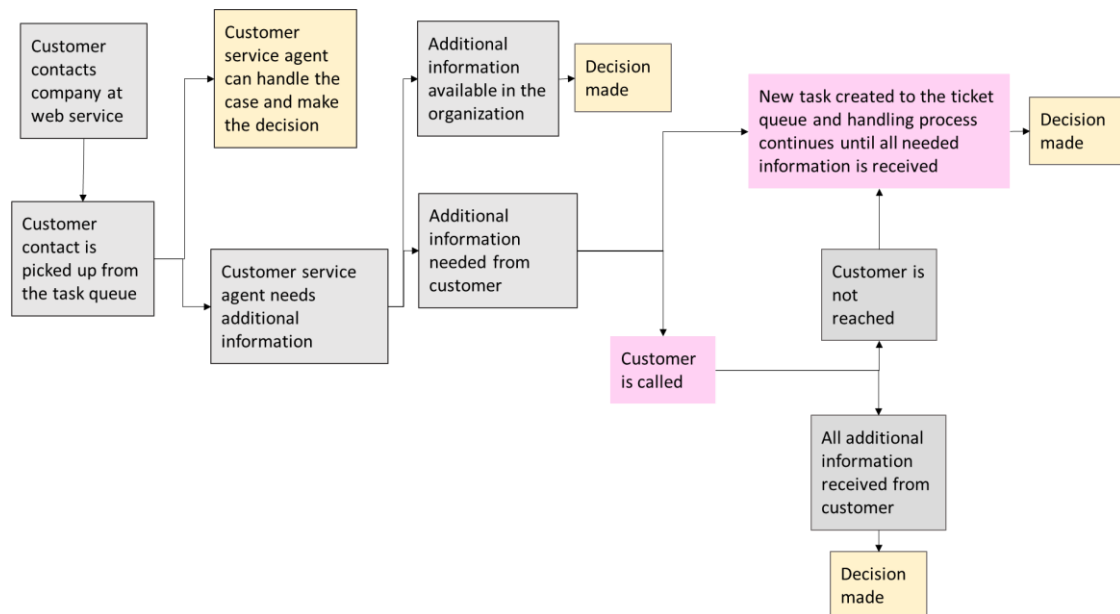 Customer
contacts
company at
web service
Customer
service agent
can handle the
case and make
the decision
Additional
information
available in the
organization
Decision
made
New task created to the ticket
queue and handling process
continues until all needed
information is received
Decision
made
Customer
contact is
picked up from
the task queue
Customer service
agent needs
additional
information
Additional
information
needed from
customer
Customer is
not
reached
Customer
is called
All additional
information
received from
customer
Decision
made